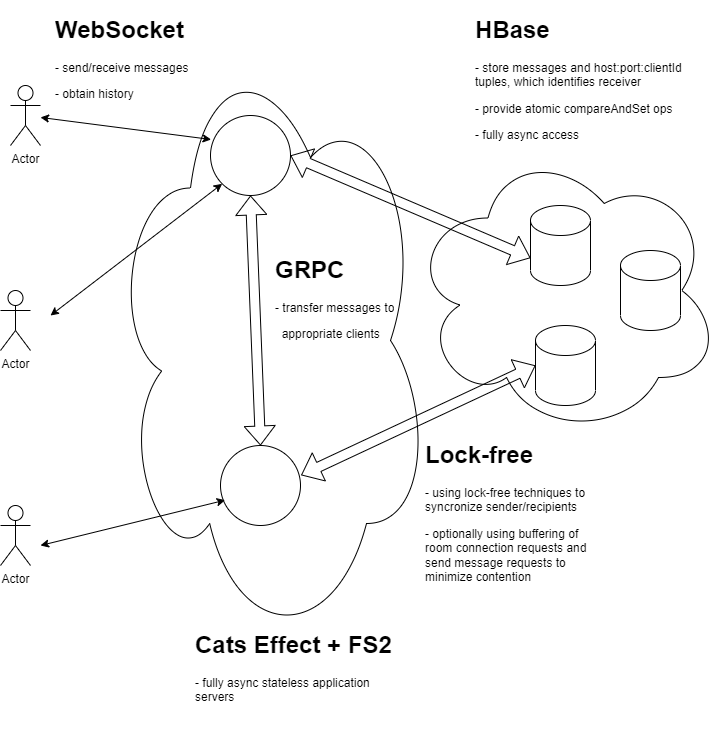 WebSocket
- send/receive messages
- obtain history
HBase
- store messages and host:port:clientId
tuples, which identifies receiver
- provide atomic compareAndSet ops
- fully async access
Actor
GRPC
- transfer messages to
appropriate clients
Actor
Lock-free
- using lock-free techniques to
syncronize sender/recipients
- optionally using buffering of
room connection requests and
send message requests to
minimize contention
Actor
Cats Effect + FS2
- fully async stateless application
servers